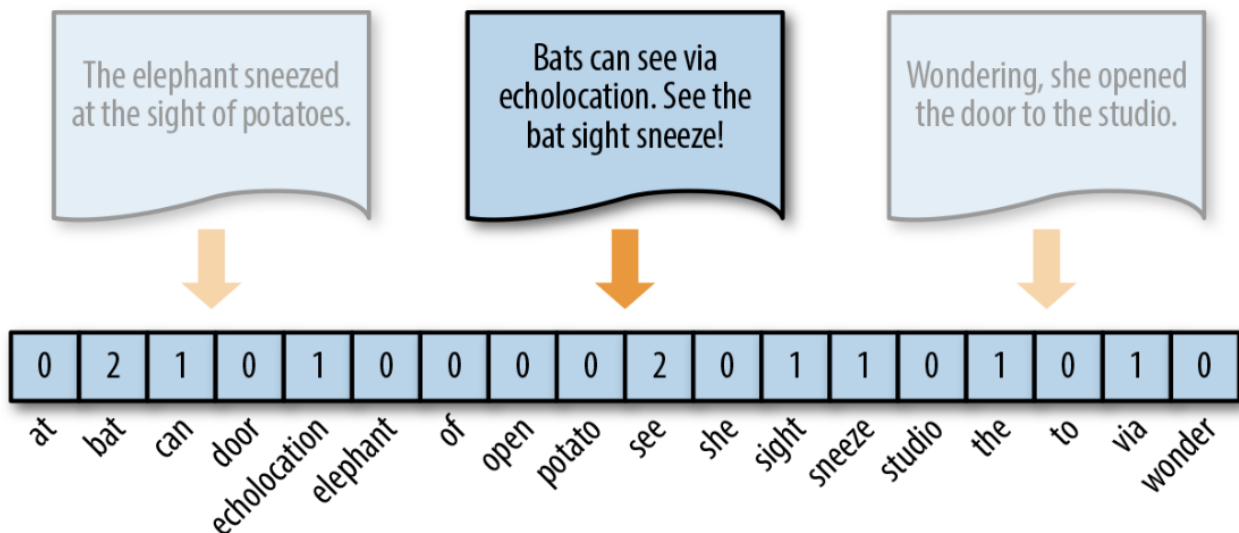 The elephant sneezed
at the sight of potatoes.
Bats can see via
echolocation. See the
bat sight sneeze!
Wondering, she opened
the door to the studio.
0 2 1 0 1 0 0 0 0 2 0 1 1 0 1 0 1 0
at bat can door echolocation elephant of open potato see she sight sneeze studio the to via wonder